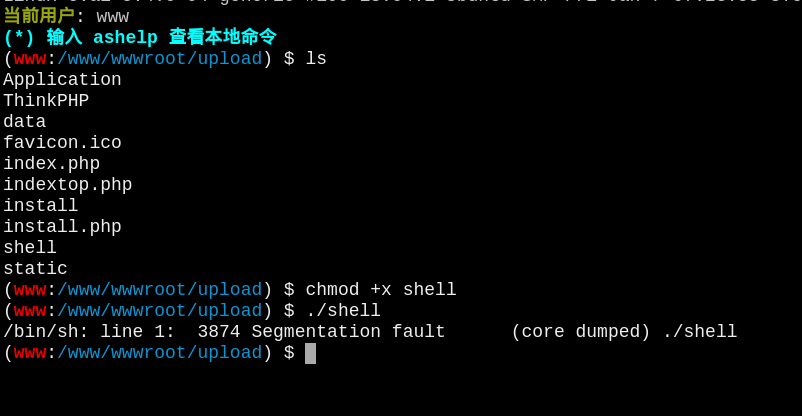 当前用户: www
(*) 输入 ashelp 查看本地命令
(www:/www/wwwroot/upload) $ ls
Application
ThinkPHP
data
favicon.ico
index.php
indextop.php
install
install.php
shell
static
(www:/www/wwwroot/upload) $ chmod +x shell
(www:/www/wwwroot/upload) $ ./shell
/bin/sh: line 1:  3874 Segmentation fault      (core dumped) ./shell
(www:/www/wwwroot/upload) $